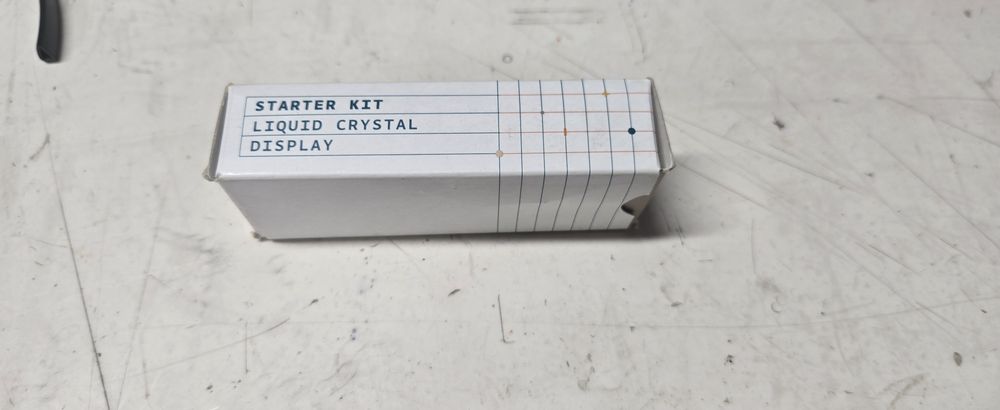 STARTER KIT
LIQUID CRYSTAL
DISPLAY